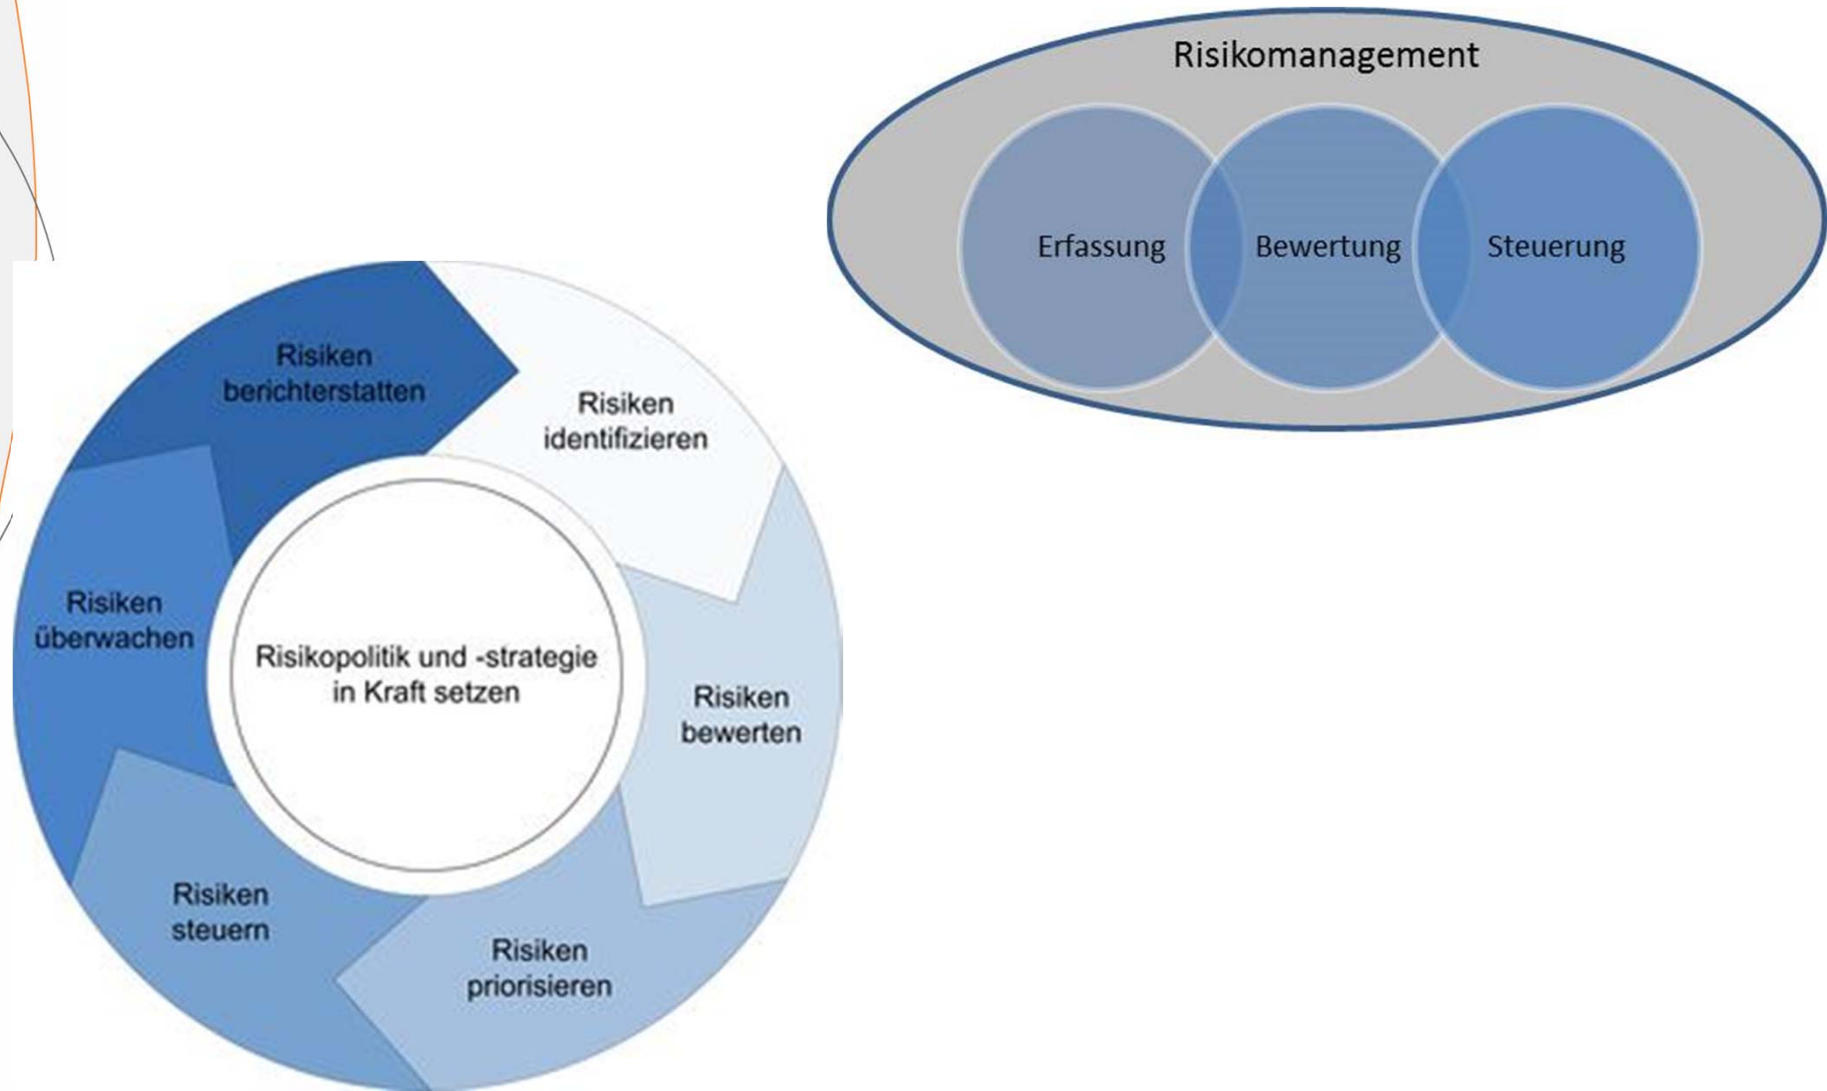 Risikomanagement
Erfassung
Bewertung
Steuerung
Risiken
berichterstatten
Risiken
identifizieren
Risiken
bewerten
Risiken
priorisieren
Risiken
steuern
Risiken
überwachen
Risikopolitik und -strategie
in Kraft setzen